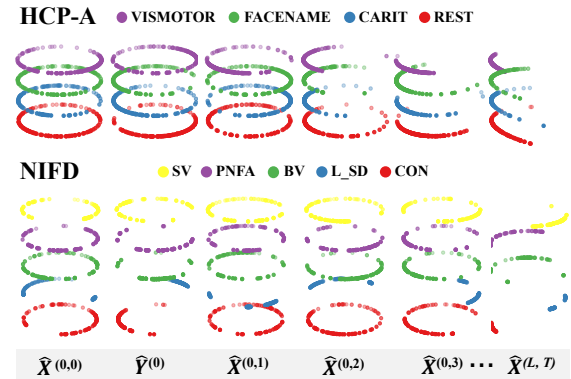 HCP-A
VISMOTOR FACENAME CARIT REST
NIFD
SV PNFA BV L_SD CON
X̂^(0,0) Ŷ^(0) X̂^(0,1) X̂^(0,2) X̂^(0,3) ⋯ X̂^(L, T)